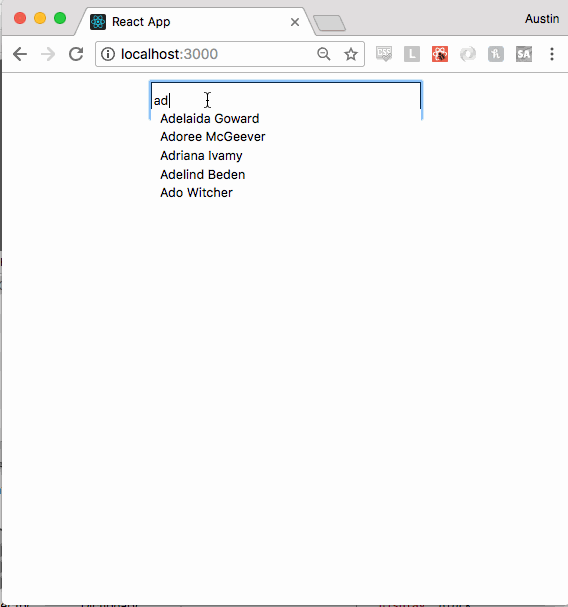 React App
Austin
localhost:3000
CSS
L
SA
ad
Adelaida Goward
Adoree McGeever
Adriana Ivamy
Adelind Beden
Ado Witcher